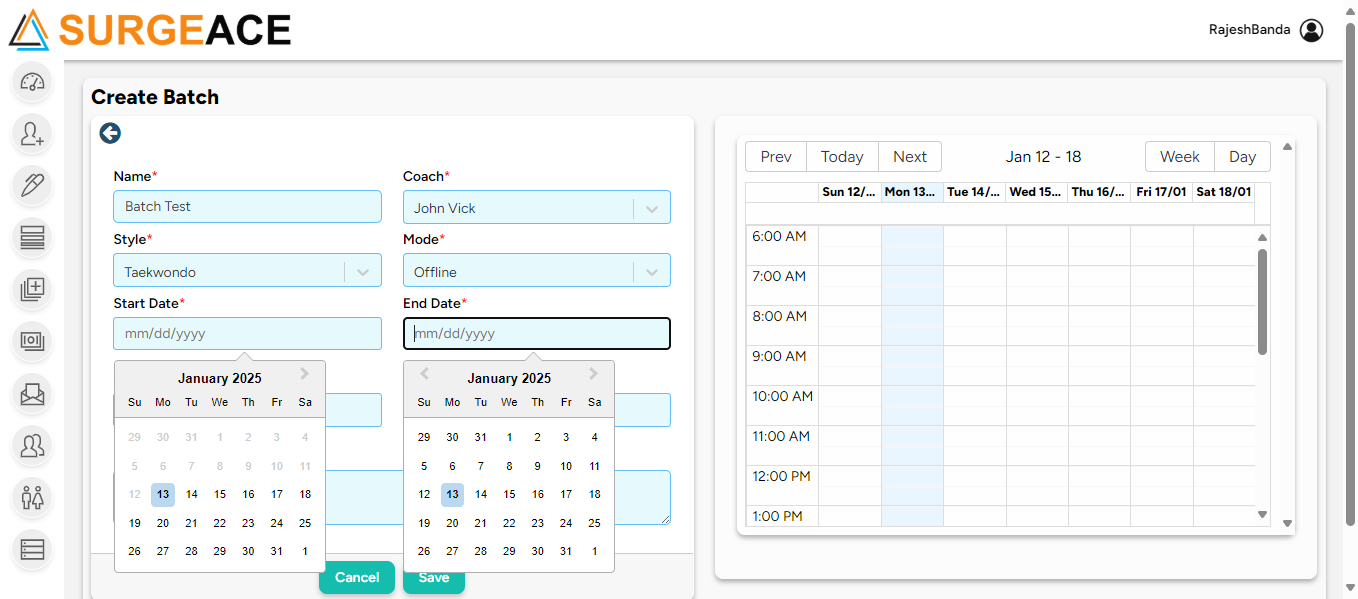 SURGEACE
RajeshBanda
Create Batch
Name*
Coach*
Batch Test
John Vick
Style*
Mode*
Taekwondo
Offline
Start Date*
End Date*
mm/dd/yyyy
mm/dd/yyyy
January 2025
Su Mo Tu We Th Fr Sa
29 30 31 1 2 3 4
5 6 7 8 9 10 11
12 13 14 15 16 17 18
19 20 21 22 23 24 25
26 27 28 29 30 31 1
January 2025
Su Mo Tu We Th Fr Sa
29 30 31 1 2 3 4
5 6 7 8 9 10 11
12 13 14 15 16 17 18
19 20 21 22 23 24 25
26 27 28 29 30 31 1
Cancel
Save
Prev Today Next
Jan 12 - 18
Week Day
Sun 12/... Mon 13... Tue 14/... Wed 15... Thu 16/... Fri 17/01 Sat 18/01
6:00 AM
7:00 AM
8:00 AM
9:00 AM
10:00 AM
11:00 AM
12:00 PM
1:00 PM